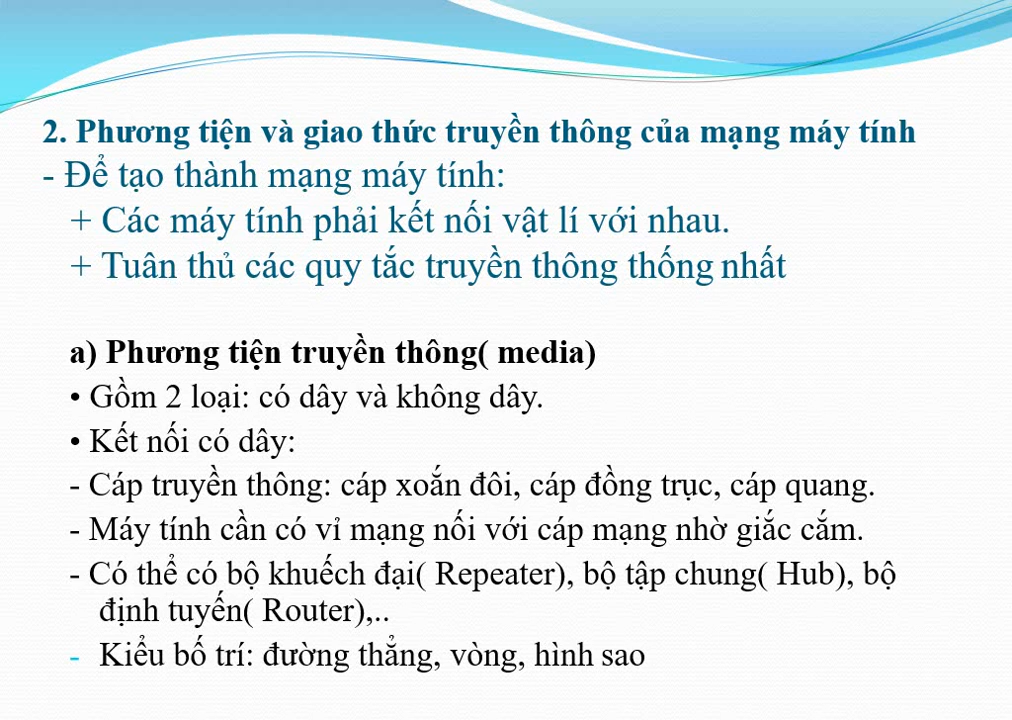 2. Phương tiện và giao thức truyền thông của mạng máy tính
- Để tạo thành mạng máy tính:
+ Các máy tính phải kết nối vật lí với nhau.
+ Tuân thủ các quy tắc truyền thông thống nhất
a) Phương tiện truyền thông( media)
• Gồm 2 loại: có dây và không dây.
• Kết nối có dây:
- Cáp truyền thông: cáp xoắn đôi, cáp đồng trục, cáp quang.
- Máy tính cần có vỉ mạng nối với cáp mạng nhờ giắc cắm.
- Có thể có bộ khuếch đại( Repeater), bộ tập chung( Hub), bộ
định tuyến( Router),..
- Kiểu bố trí: đường thẳng, vòng, hình sao